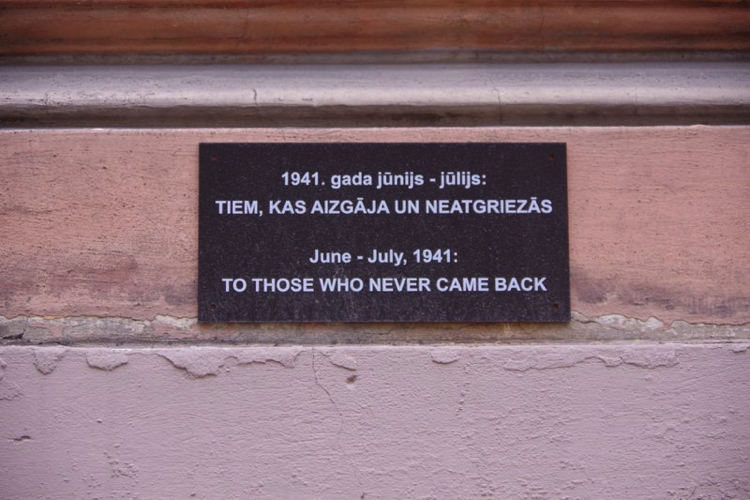 1941. gada jūnijs - jūlijs:
TIEM, KAS AIZGĀJA UN NEATGRIEZĀS
June - July, 1941:
TO THOSE WHO NEVER CAME BACK